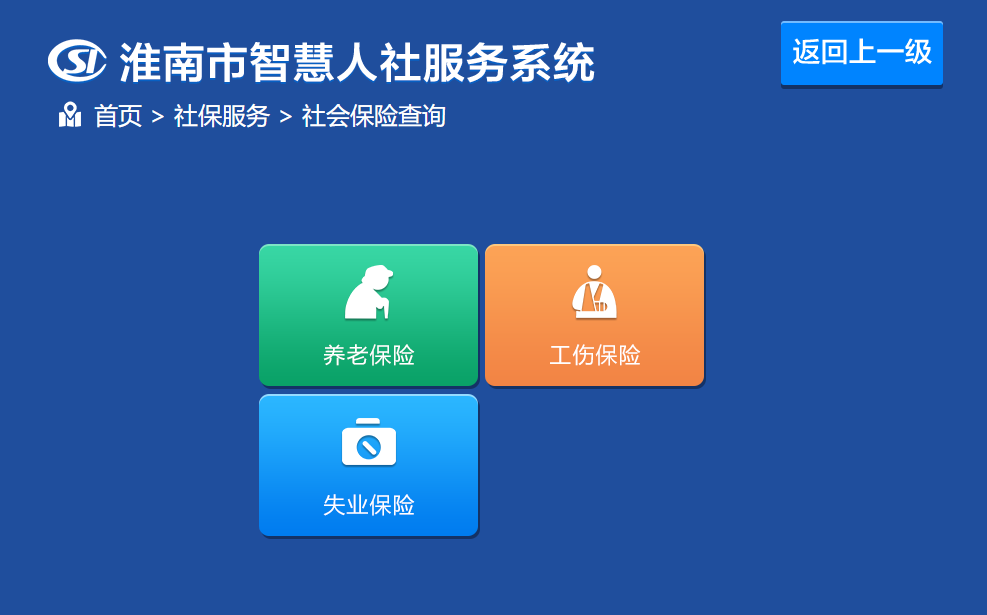 SI 淮南市智慧人社服务系统
返回上一级
首页 > 社保服务 > 社会保险查询
养老保险
工伤保险
失业保险